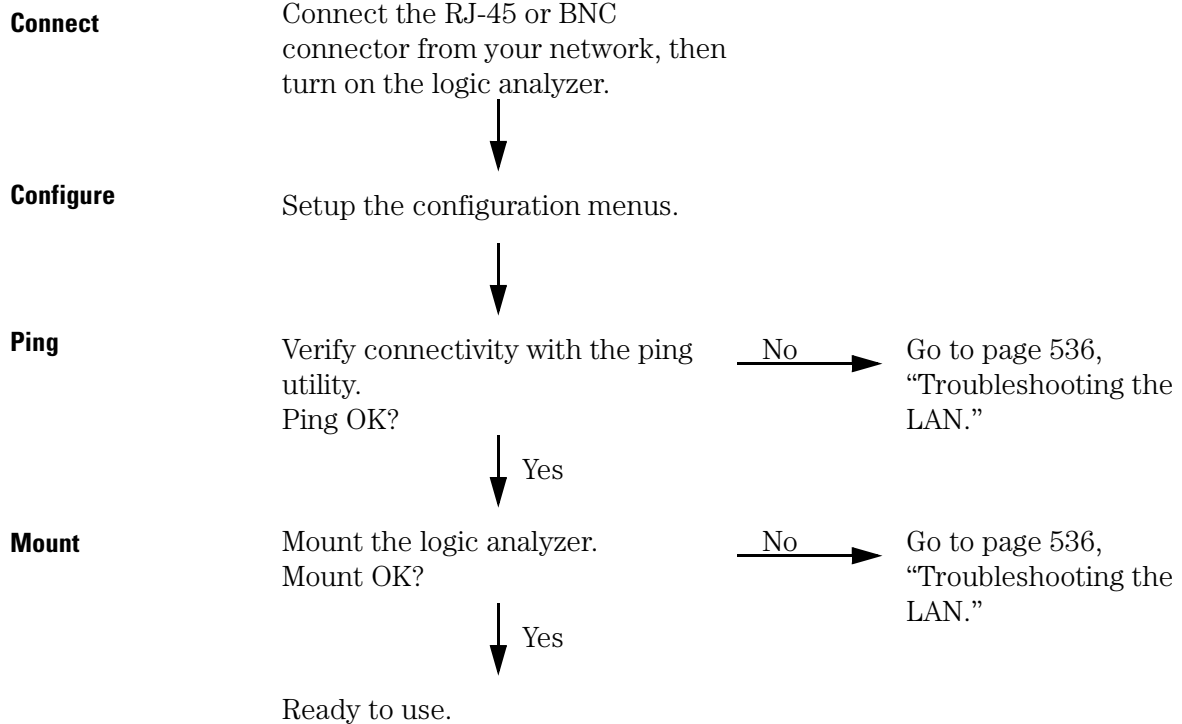 Connect
Connect the RJ-45 or BNC
connector from your network, then
turn on the logic analyzer.
Configure
Setup the configuration menus.
Ping
Verify connectivity with the ping
utility.
Ping OK?
No
Go to page 536,
“Troubleshooting the
LAN.”
Yes
Mount
Mount the logic analyzer.
Mount OK?
No
Go to page 536,
“Troubleshooting the
LAN.”
Yes
Ready to use.